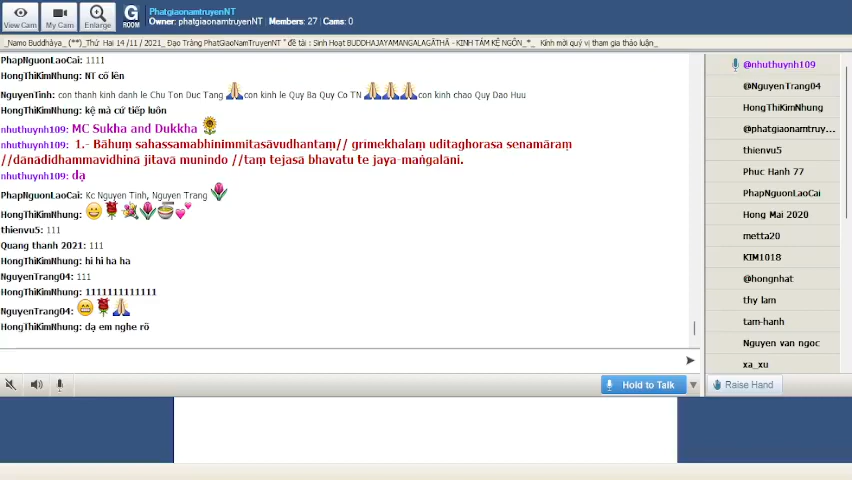 View Cam
My Cam
Enlarge
G
ROOM
PhatgiaonamtruyenNT
Owner: phatgiaonamtruyenNT | Members: 27 | Cams: 0
_Namo Buddhàya_ (**)_Thứ Hai 14 /11 / 2021_ Đạo Tràng PhatGaoNamTruyenNT " đề tài : Sinh Hoạt BUDDHAJAYAMANGALAGĀTHĀ - KINH TÁM KỆ NGÔN_*_ Kính mời quý vị tham gia thảo luận_
PhapNguonLaoCai: 1111
HongThiKimNhung: NT cố lên
NguyenTinh: con thanh kinh danh le Chu Ton Duc Tang con kinh le Quy Ba Quy Co TN con kinh chao Quy Dao Huu
HongThiKimNhung: kệ mà cứ tiếp luôn
nhuthuynh109: MC Sukha and Dukkha
nhuthuynh109: 1.- Bāhuṃ sahassamabhinimmitasāvudhantaṃ// grimekhalaṃ uditaghorasa senamāraṃ
//dānādidhammavidhinā jitavā munindo //taṃ tejasā bhavatu te jaya-maṅgalāni.
nhuthuynh109: dạ
PhapNguonLaoCai: Kc Nguyen Tinh, Nguyen Trang
HongThiKimNhung:
thienvu5: 111
Quang thanh 2021: 111
HongThiKimNhung: hi hi ha ha
NguyenTrang04: 111
HongThiKimNhung: 1111111111111
NguyenTrang04:
HongThiKimNhung: dạ em nghe rõ
@nhuthuynh109
@NguyenTrang04
HongThiKimNhung
@phatgiaonamtruy...
thienvu5
Phuc Hanh 77
PhapNguonLaoCai
Hong Mai 2020
metta20
KIM1018
@hongnhat
thy lam
tam-hanh
Nguyen van ngoc
xa_xu
Hold to Talk
Raise Hand